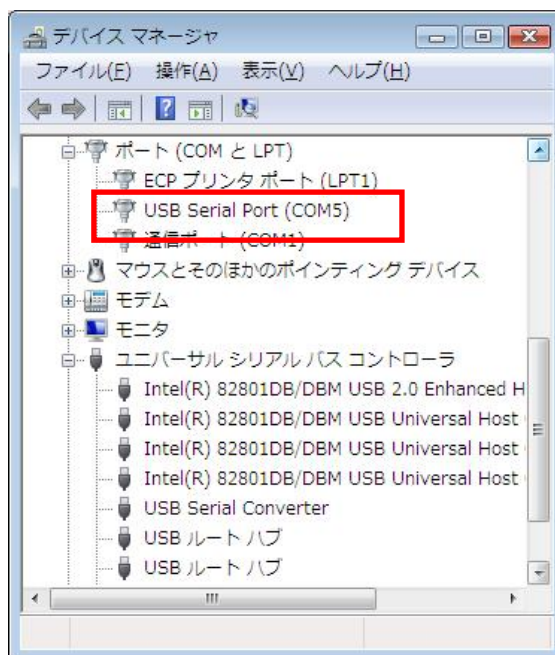 デバイス マネージャ
ファイル(F) 操作(A) 表示(V) ヘルプ(H)
ポート (COM と LPT)
ECP プリンタ ポート (LPT1)
USB Serial Port (COM5)
通信ポート (COM1)
マウスとそのほかのポインティング デバイス
モデム
モニタ
ユニバーサル シリアル バス コントローラ
Intel(R) 82801DB/DBM USB 2.0 Enhanced H
Intel(R) 82801DB/DBM USB Universal Host
Intel(R) 82801DB/DBM USB Universal Host
Intel(R) 82801DB/DBM USB Universal Host
USB Serial Converter
USB ルート ハブ
USB ルート ハブ